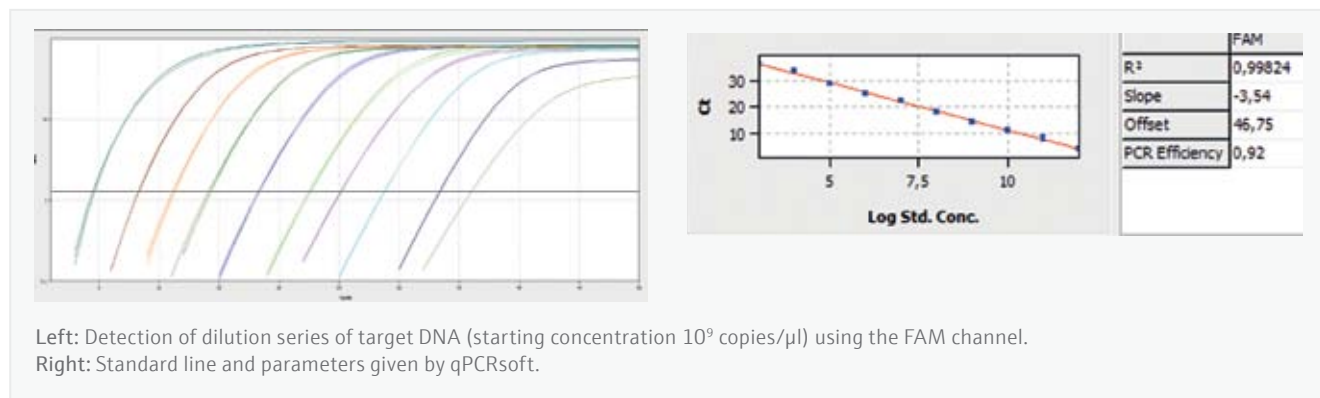 FAM
R² 0,99824
Slope -3,54
Offset 46,75
PCR Efficiency 0,92
Ct
30
20
10
5 7,5 10
Log Std. Conc.
Left: Detection of dilution series of target DNA (starting concentration 10⁹ copies/µl) using the FAM channel.
Right: Standard line and parameters given by qPCRsoft.